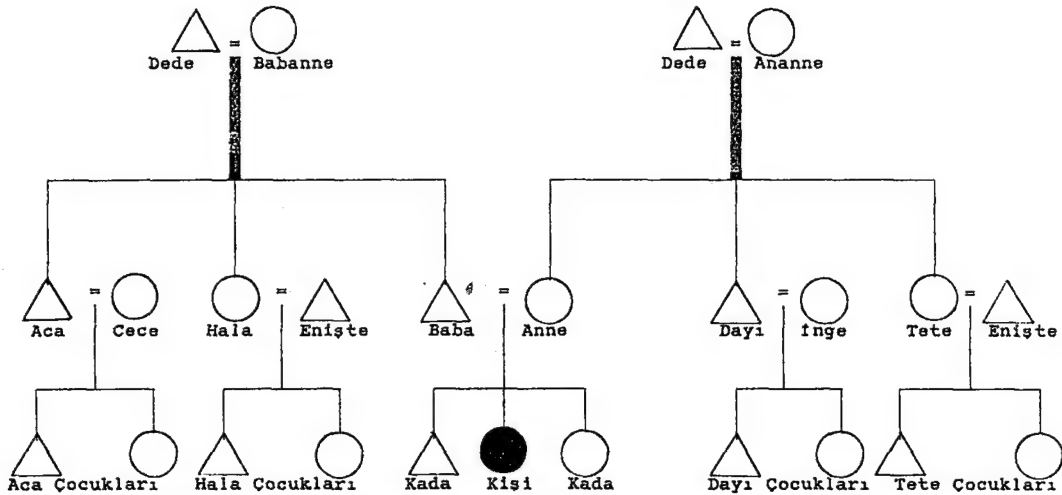 Dede Babanne Dede Ananne
Aca Cece Hala Enişte Baba Anne Dayı İnge Tete Enişte
Aca Çocukları Hala Çocukları Kada Kişi Kada Dayı Çocukları Tete Çocukları